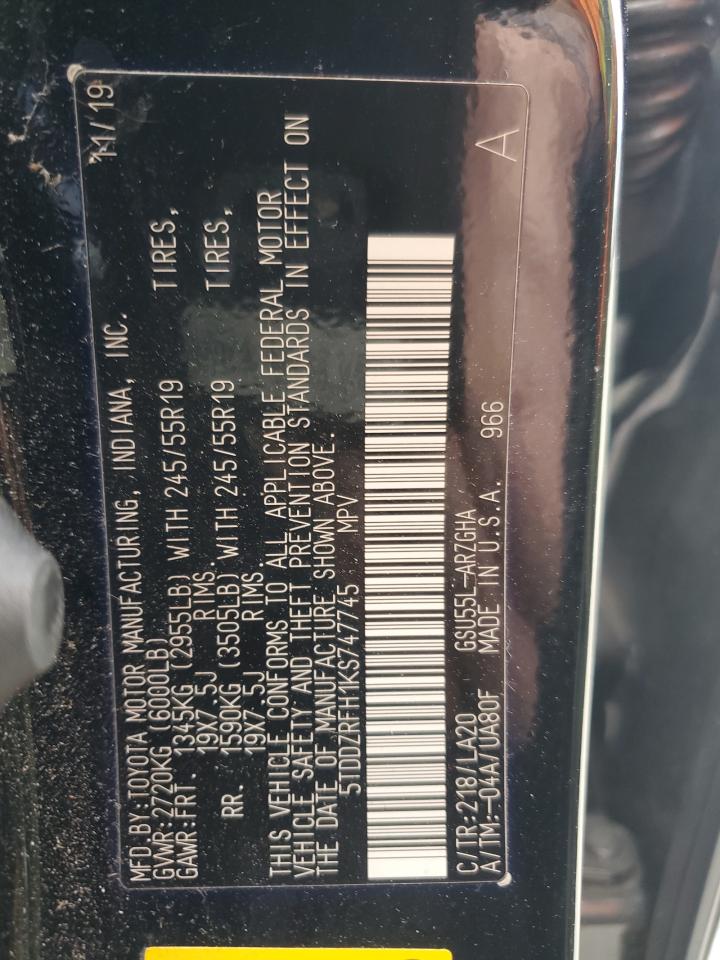 MFD.BY:TOYOTA MOTOR MANUFACTURING, INDIANA, INC. 11/19
GVWR:2720KG (6000LB)
GAWR:FRT. 1345KG (2955LB) WITH 245/55R19 TIRES,
19X7.5J RIMS.
RR. 1590KG (3505LB) WITH 245/55R19 TIRES,
19X7.5J RIMS.
THIS VEHICLE CONFORMS TO ALL APPLICABLE FEDERAL MOTOR
VEHICLE SAFETY AND THEFT PREVENTION STANDARDS IN EFFECT ON
THE DATE OF MANUFACTURE SHOWN ABOVE.
5TDDZRFH1KS747745 MPV
C/TR:218/LA20 GSU55L-ARZGHA
A/TM:-04A/UA80F MADE IN U.S.A. 966 A